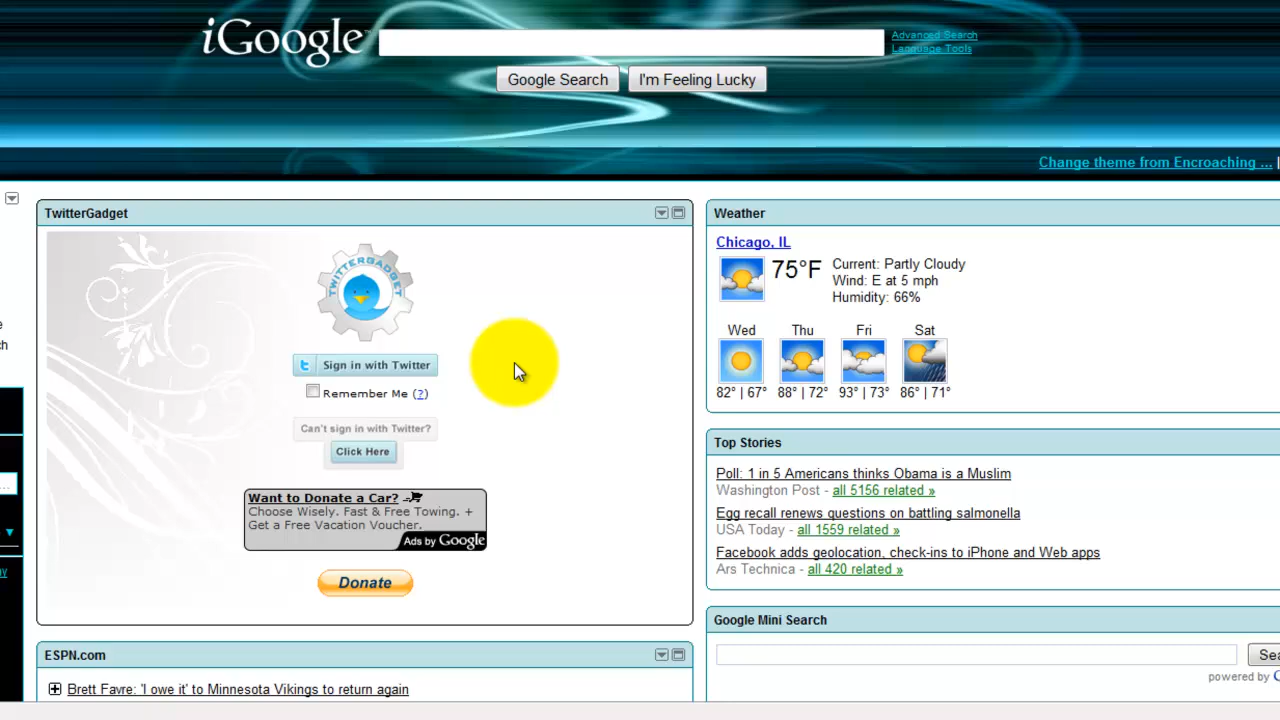 iGoogle
Advanced Search
Language Tools
Google Search
I'm Feeling Lucky
Change theme from Encroaching ... |
TwitterGadget
TWITTERGADGET
Sign in with Twitter
Remember Me (?)
Can't sign in with Twitter?
Click Here
Want to Donate a Car?
Choose Wisely. Fast & Free Towing. +
Get a Free Vacation Voucher.
Ads by Google
Donate
ESPN.com
Brett Favre: 'I owe it' to Minnesota Vikings to return again
Weather
Chicago, IL
75°F
Current: Partly Cloudy
Wind: E at 5 mph
Humidity: 66%
Wed Thu Fri Sat
82° | 67° 88° | 72° 93° | 73° 86° | 71°
Top Stories
Poll: 1 in 5 Americans thinks Obama is a Muslim
Washington Post - all 5156 related »
Egg recall renews questions on battling salmonella
USA Today - all 1559 related »
Facebook adds geolocation, check-ins to iPhone and Web apps
Ars Technica - all 420 related »
Google Mini Search
Sea
powered by